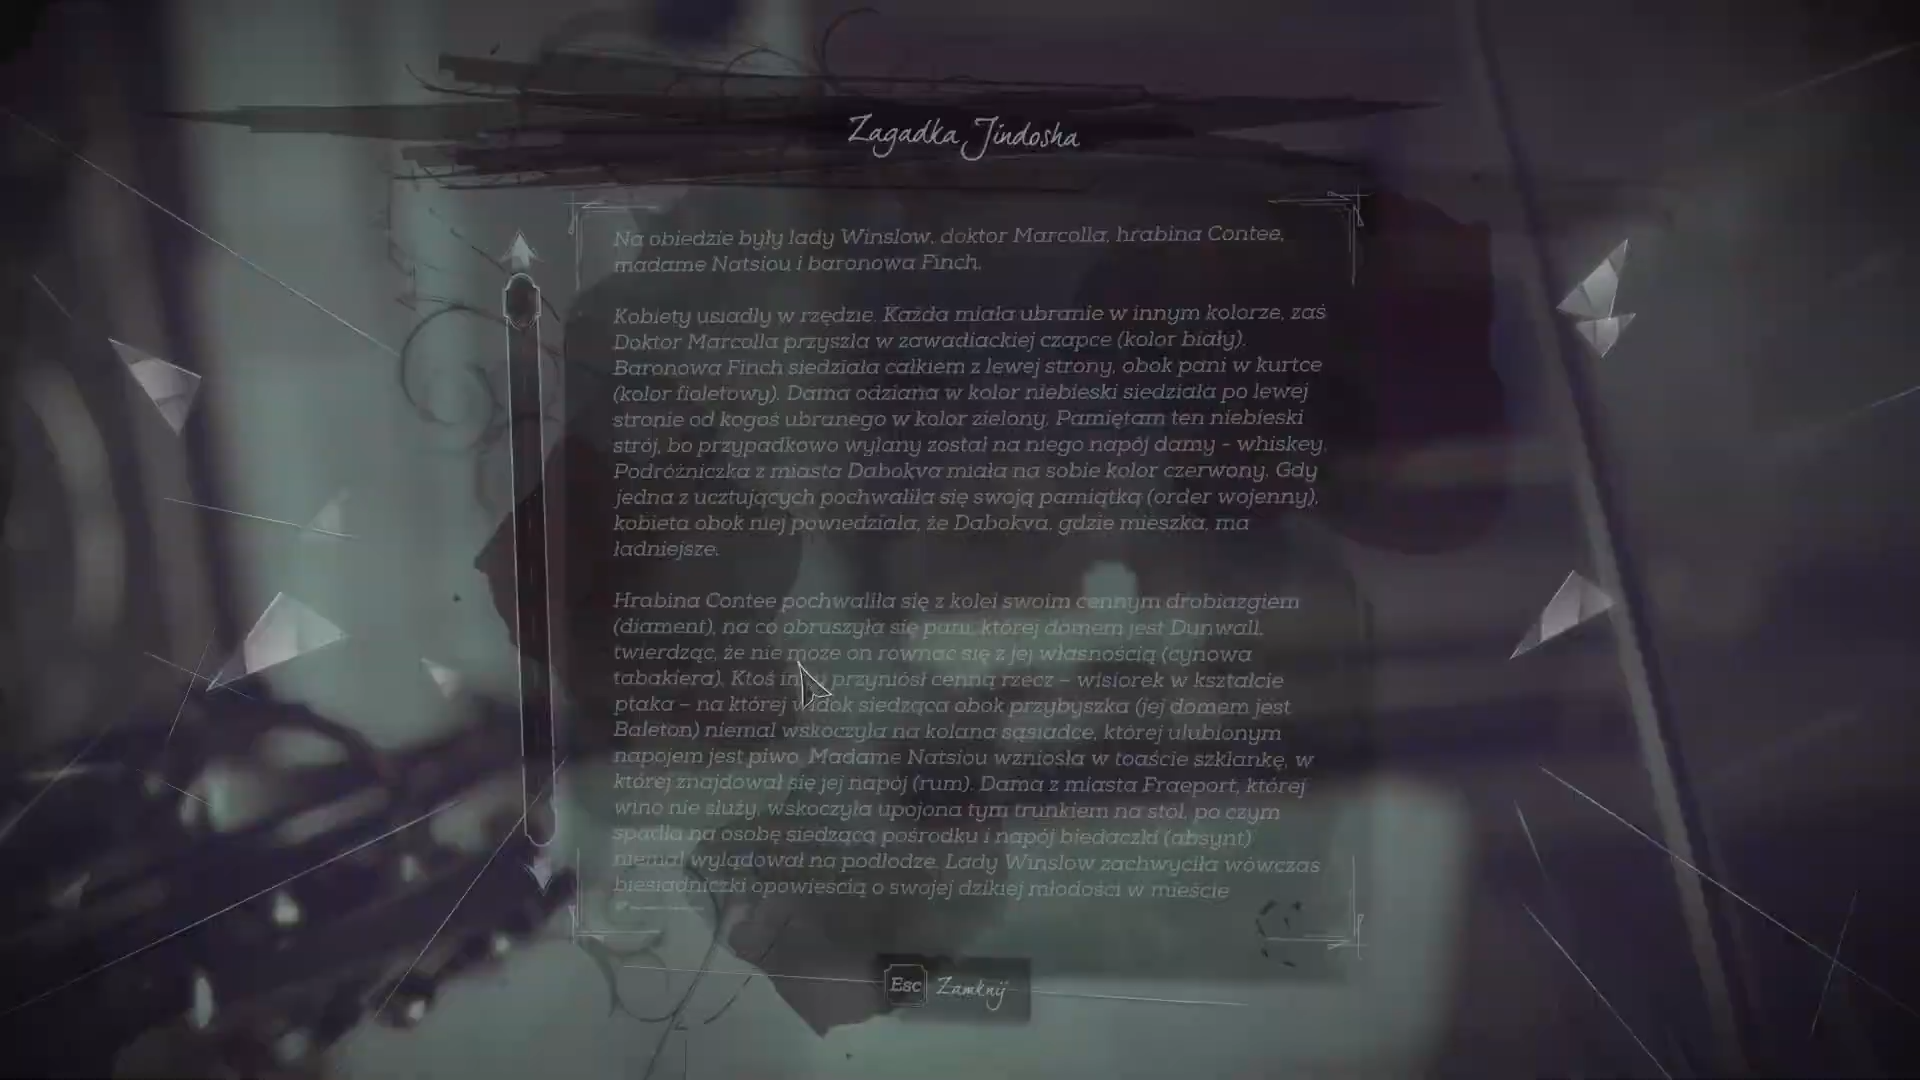 Zagadka Jindosha
Na obiedzie były lady Winslow, doktor Marcolla, hrabina Contee,
madame Natsiou i baronowa Finch.
Kobiety usiadły w rzędzie. Każda miała ubranie w innym kolorze, zaś
Doktor Marcolla przyszła w zawadiackiej czapce (kolor biały).
Baronowa Finch siedziała całkiem z lewej strony, obok pani w kurtce
(kolor fioletowy). Dama odziana w kolor niebieski siedziała po lewej
stronie od kogoś ubranego w kolor zielony. Pamiętam ten niebieski
strój, bo przypadkowo wylany został na niego napój damy - whiskey.
Podróżniczka z miasta Dabokva miała na sobie kolor czerwony. Gdy
jedna z ucztujących pochwaliła się swoją pamiątką (order wojenny),
kobieta obok niej powiedziała, że Dabokva, gdzie mieszka, ma
ładniejsze.
Hrabina Contee pochwaliła się z kolei swoim cennym drobiazgiem
(diament), na co obruszyła się pani, której domem jest Dunwall,
twierdząc, że nie może on równać się z jej własnością (cynowa
tabakiera). Ktoś inny przyniósł cenną rzecz – wisiorek w kształcie
ptaka – na której widok siedząca obok przybyszka (jej domem jest
Baleton) niemal wskoczyła na kolana sąsiadce, której ulubionym
napojem jest piwo. Madame Natsiou wzniosła w toaście szklankę, w
której znajdował się jej napój (rum). Dama z miasta Fraeport, której
wino nie służy, wskoczyła upojona tym trunkiem na stół, po czym
spadła na osobę siedzącą pośrodku i napój biedaczki (absynt)
niemal wylądował na podłodze. Lady Winslow zachwyciła wówczas
biesiadniczki opowieścią o swojej dzikiej młodości w mieście
Esc Zamknij